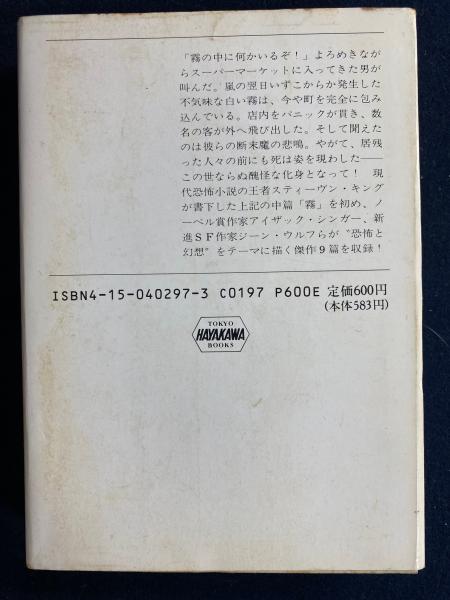 「霧の中に何かいるぞ！」よろめきなが
らスーパーマーケットに入ってきた男が
叫んだ。嵐の翌日いずこからか発生した
不気味な白い霧は、今や町を完全に包み
込んでいる。店内をパニックが貫き、数
名の客が外へ飛び出した。そして聞えた
のは彼らの断末魔の悲鳴。やがて、居残
った人々の前にも死は姿を現わした──
この世ならぬ醜怪な化身となって！ 現
代恐怖小説の王者スティーヴン・キング
が書下した上記の中篇「霧」を初め、ノ
ーベル賞作家アイザック・シンガー、新
進ＳＦ作家ジーン・ウルフらが〝恐怖と
幻想〟をテーマに描く傑作９篇を収録！
ISBN4-15-040297-3 C0197 P600E 定価600円
(本体583円)
TOKYO
HAYAKAWA
BOOKS